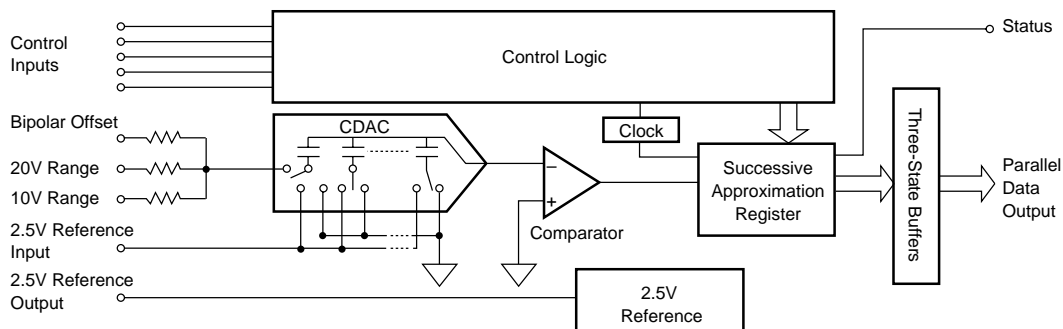 Control
Inputs
Control Logic
Status
Bipolar Offset
20V Range
10V Range
2.5V Reference
Input
2.5V Reference
Output
CDAC
Clock
–
+
Comparator
Successive
Approximation
Register
Three-State Buffers
Parallel
Data
Output
2.5V
Reference